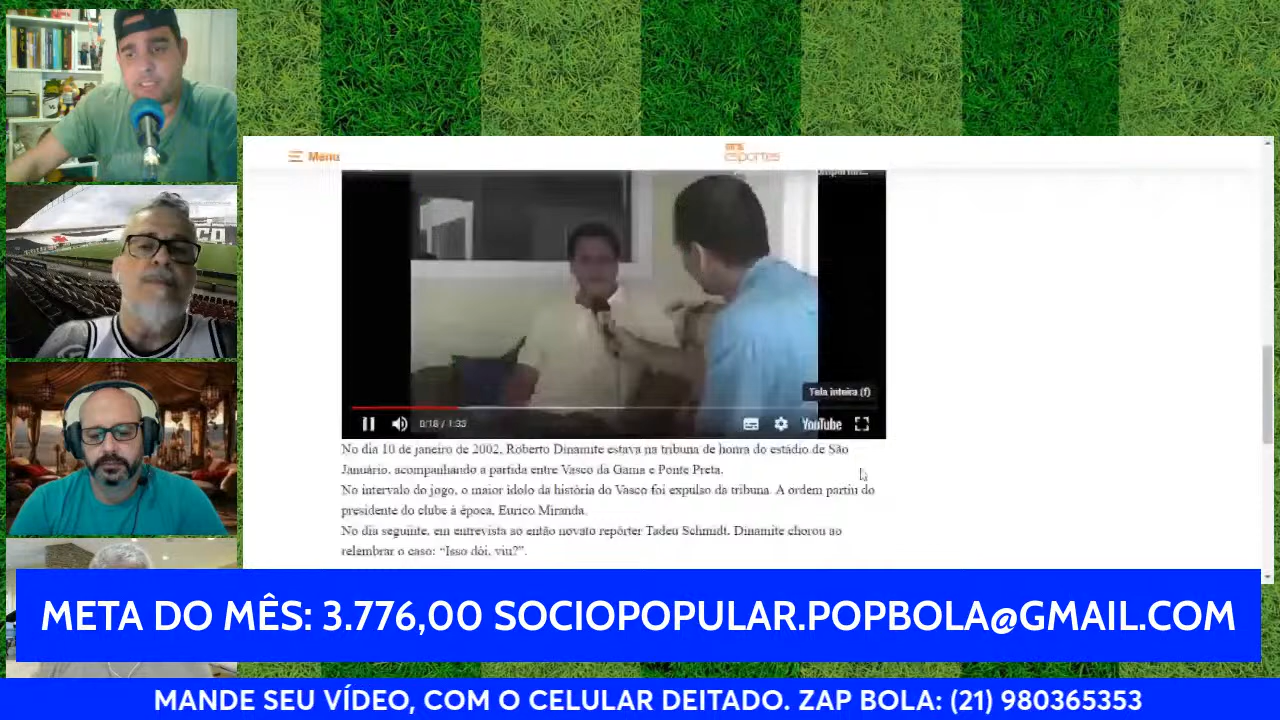 CO
Menu
esportes
Tela inteira (f)
0:18 / 1:33
YouTube
No dia 10 de janeiro de 2002, Roberto Dinamite estava na tribuna de honra do estádio de São
Januário, acompanhando a partida entre Vasco da Gama e Ponte Preta.
No intervalo do jogo, o maior ídolo da história do Vasco foi expulso da tribuna. A ordem partiu do
presidente do clube à época, Eurico Miranda.
No dia seguinte, em entrevista ao então novato repórter Tadeu Schmidt, Dinamite chorou ao
relembrar o caso: “Isso dói, viu?”.
META DO MÊS: 3.776,00 SOCIOPOPULAR.POPBOLA@GMAIL.COM
MANDE SEU VÍDEO, COM O CELULAR DEITADO. ZAP BOLA: (21) 980365353